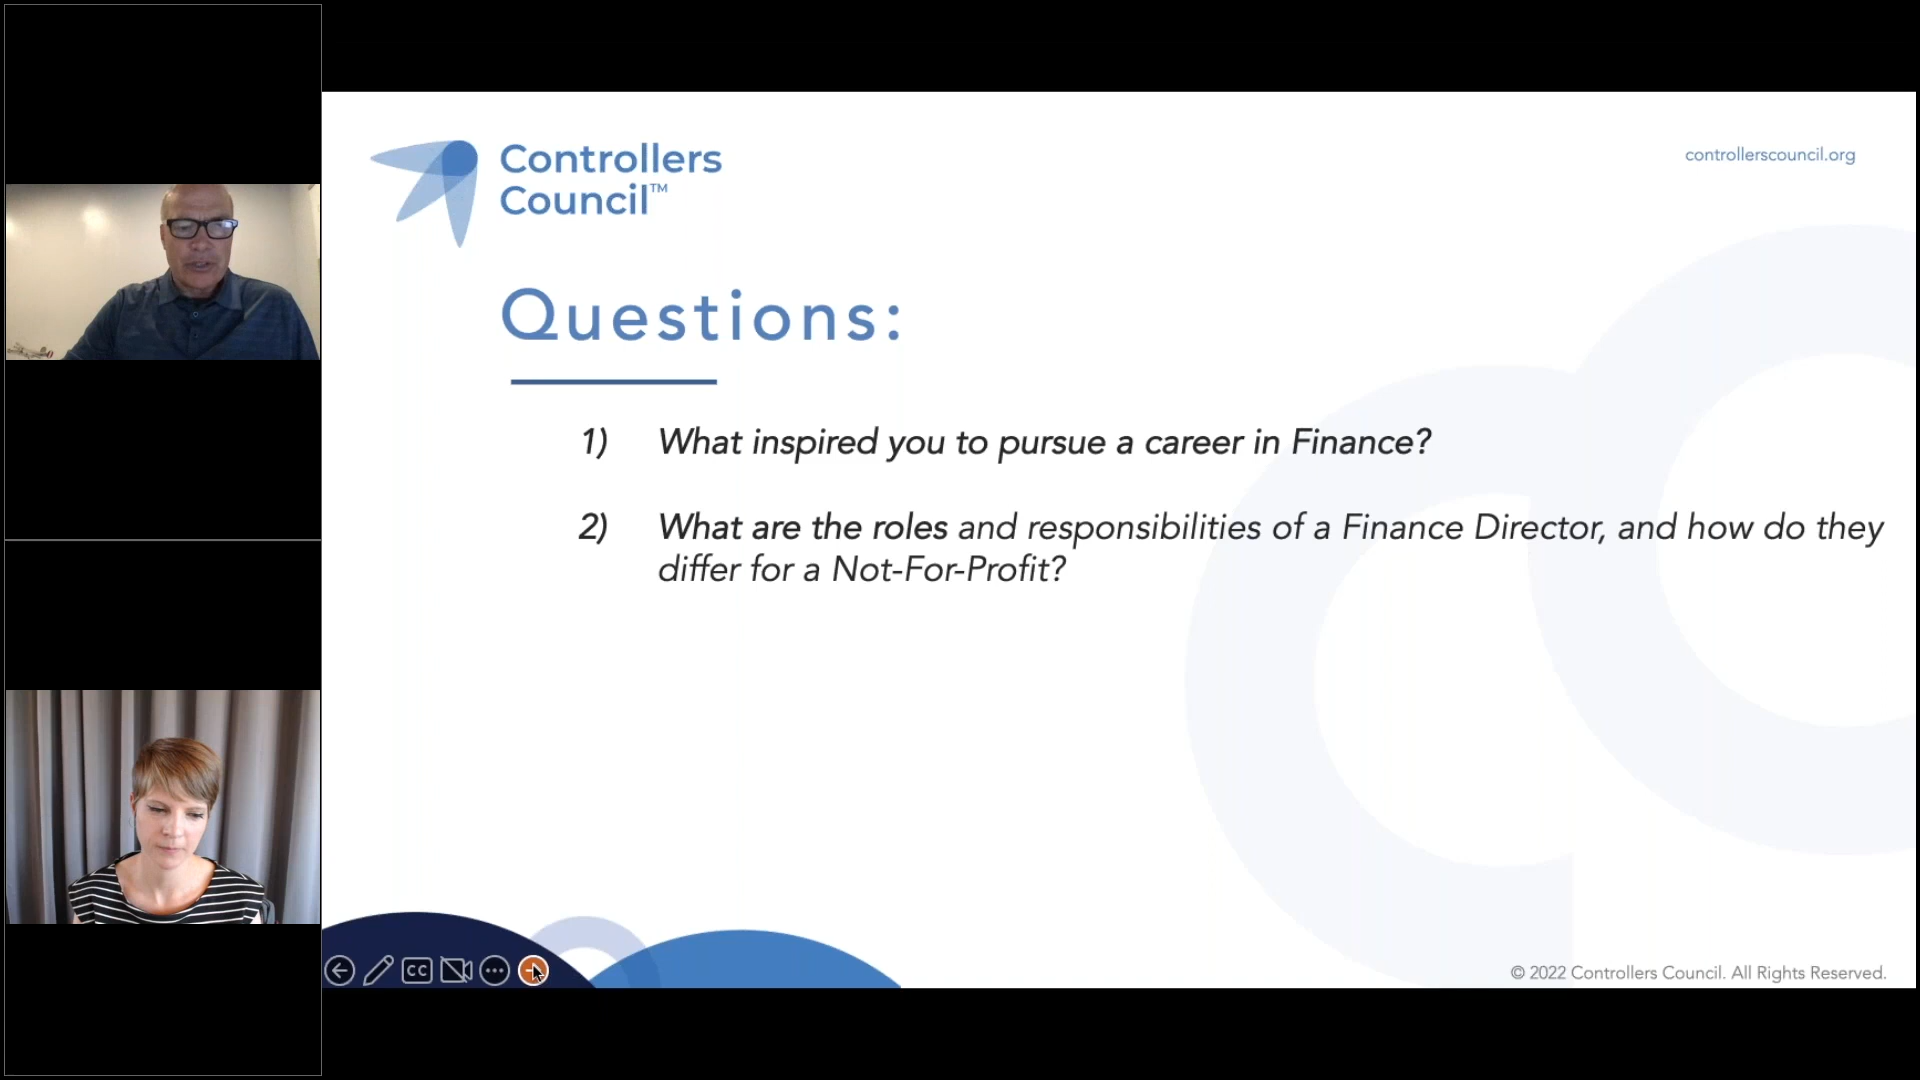 Controllers
Council™
controllerscouncil.org
Questions:
1) What inspired you to pursue a career in Finance?
2) What are the roles and responsibilities of a Finance Director, and how do they
differ for a Not-For-Profit?
CC
© 2022 Controllers Council. All Rights Reserved.